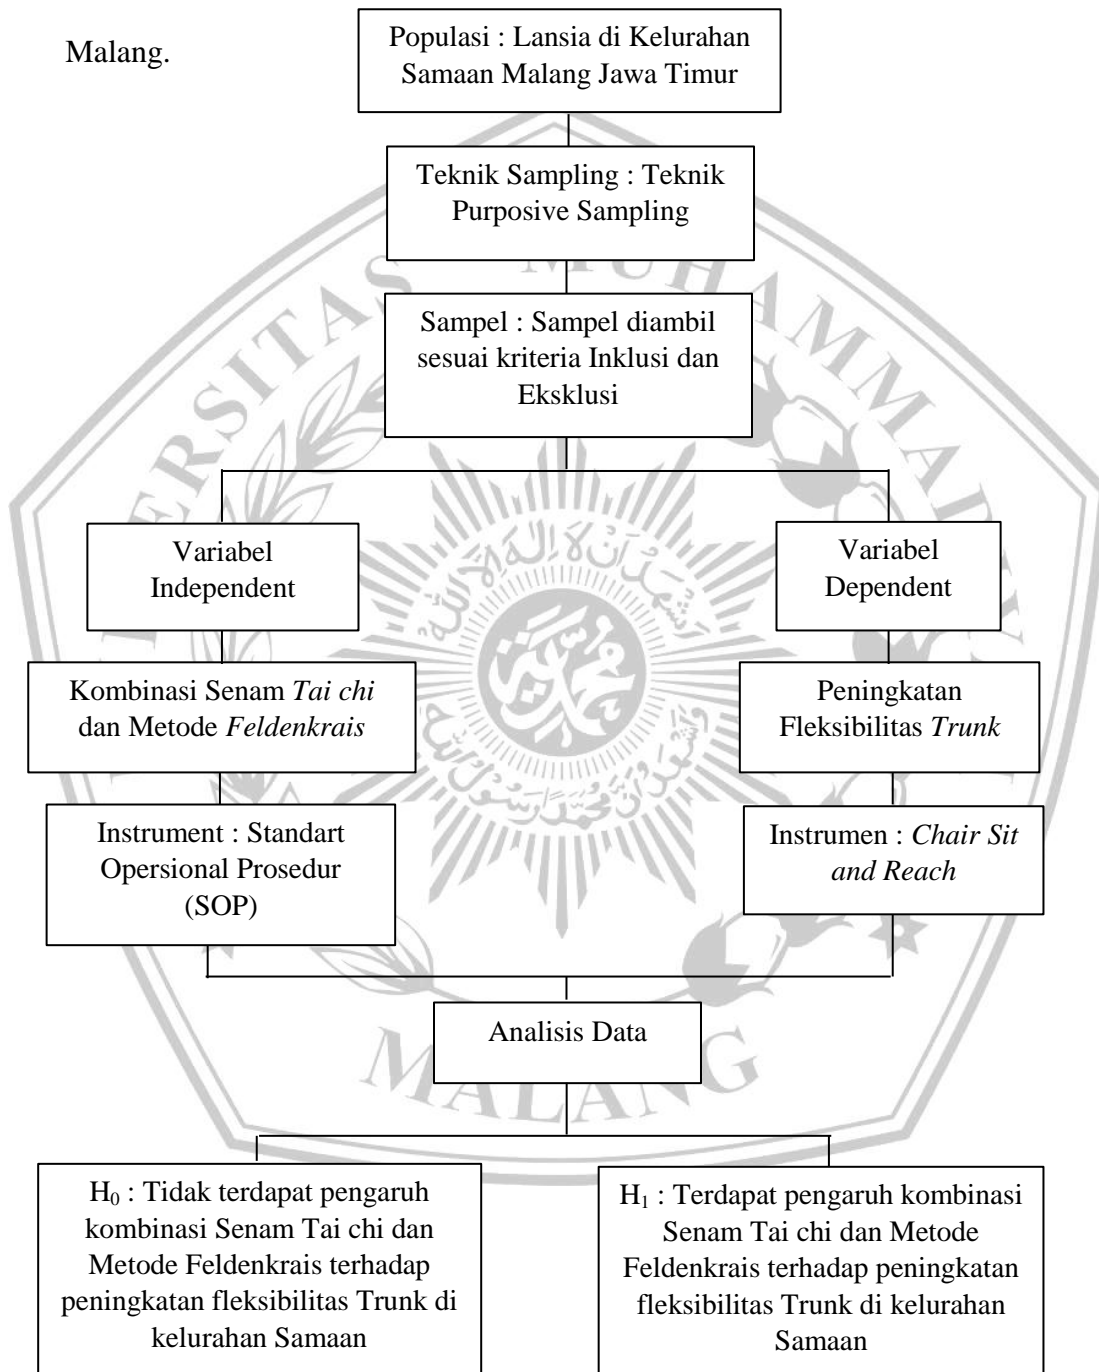 Malang.
Populasi : Lansia di Kelurahan
Samaan Malang Jawa Timur
Teknik Sampling : Teknik
Purposive Sampling
Sampel : Sampel diambil
sesuai kriteria Inklusi dan
Eksklusi
Variabel
Independent
Variabel
Dependent
Kombinasi Senam Tai chi
dan Metode Feldenkrais
Peningkatan
Fleksibilitas Trunk
Instrument : Standart
Opersional Prosedur
(SOP)
Instrumen : Chair Sit
and Reach
Analisis Data
H₀ : Tidak terdapat pengaruh
kombinasi Senam Tai chi dan
Metode Feldenkrais terhadap
peningkatan fleksibilitas Trunk di
kelurahan Samaan
H₁ : Terdapat pengaruh kombinasi
Senam Tai chi dan Metode
Feldenkrais terhadap peningkatan
fleksibilitas Trunk di kelurahan
Samaan
MALANG